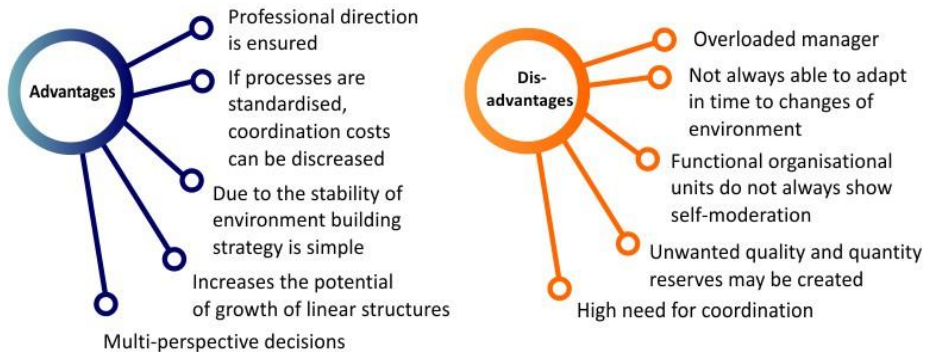 Advantages
Professional direction
is ensured
If processes are
standardised,
coordination costs
can be discreased
Due to the stability of
environment building
strategy is simple
Increases the potential
of growth of linear structures
Multi-perspective decisions
Dis-
advantages
Overloaded manager
Not always able to adapt
in time to changes of
environment
Functional organisational
units do not always show
self-moderation
Unwanted quality and quantity
reserves may be created
High need for coordination